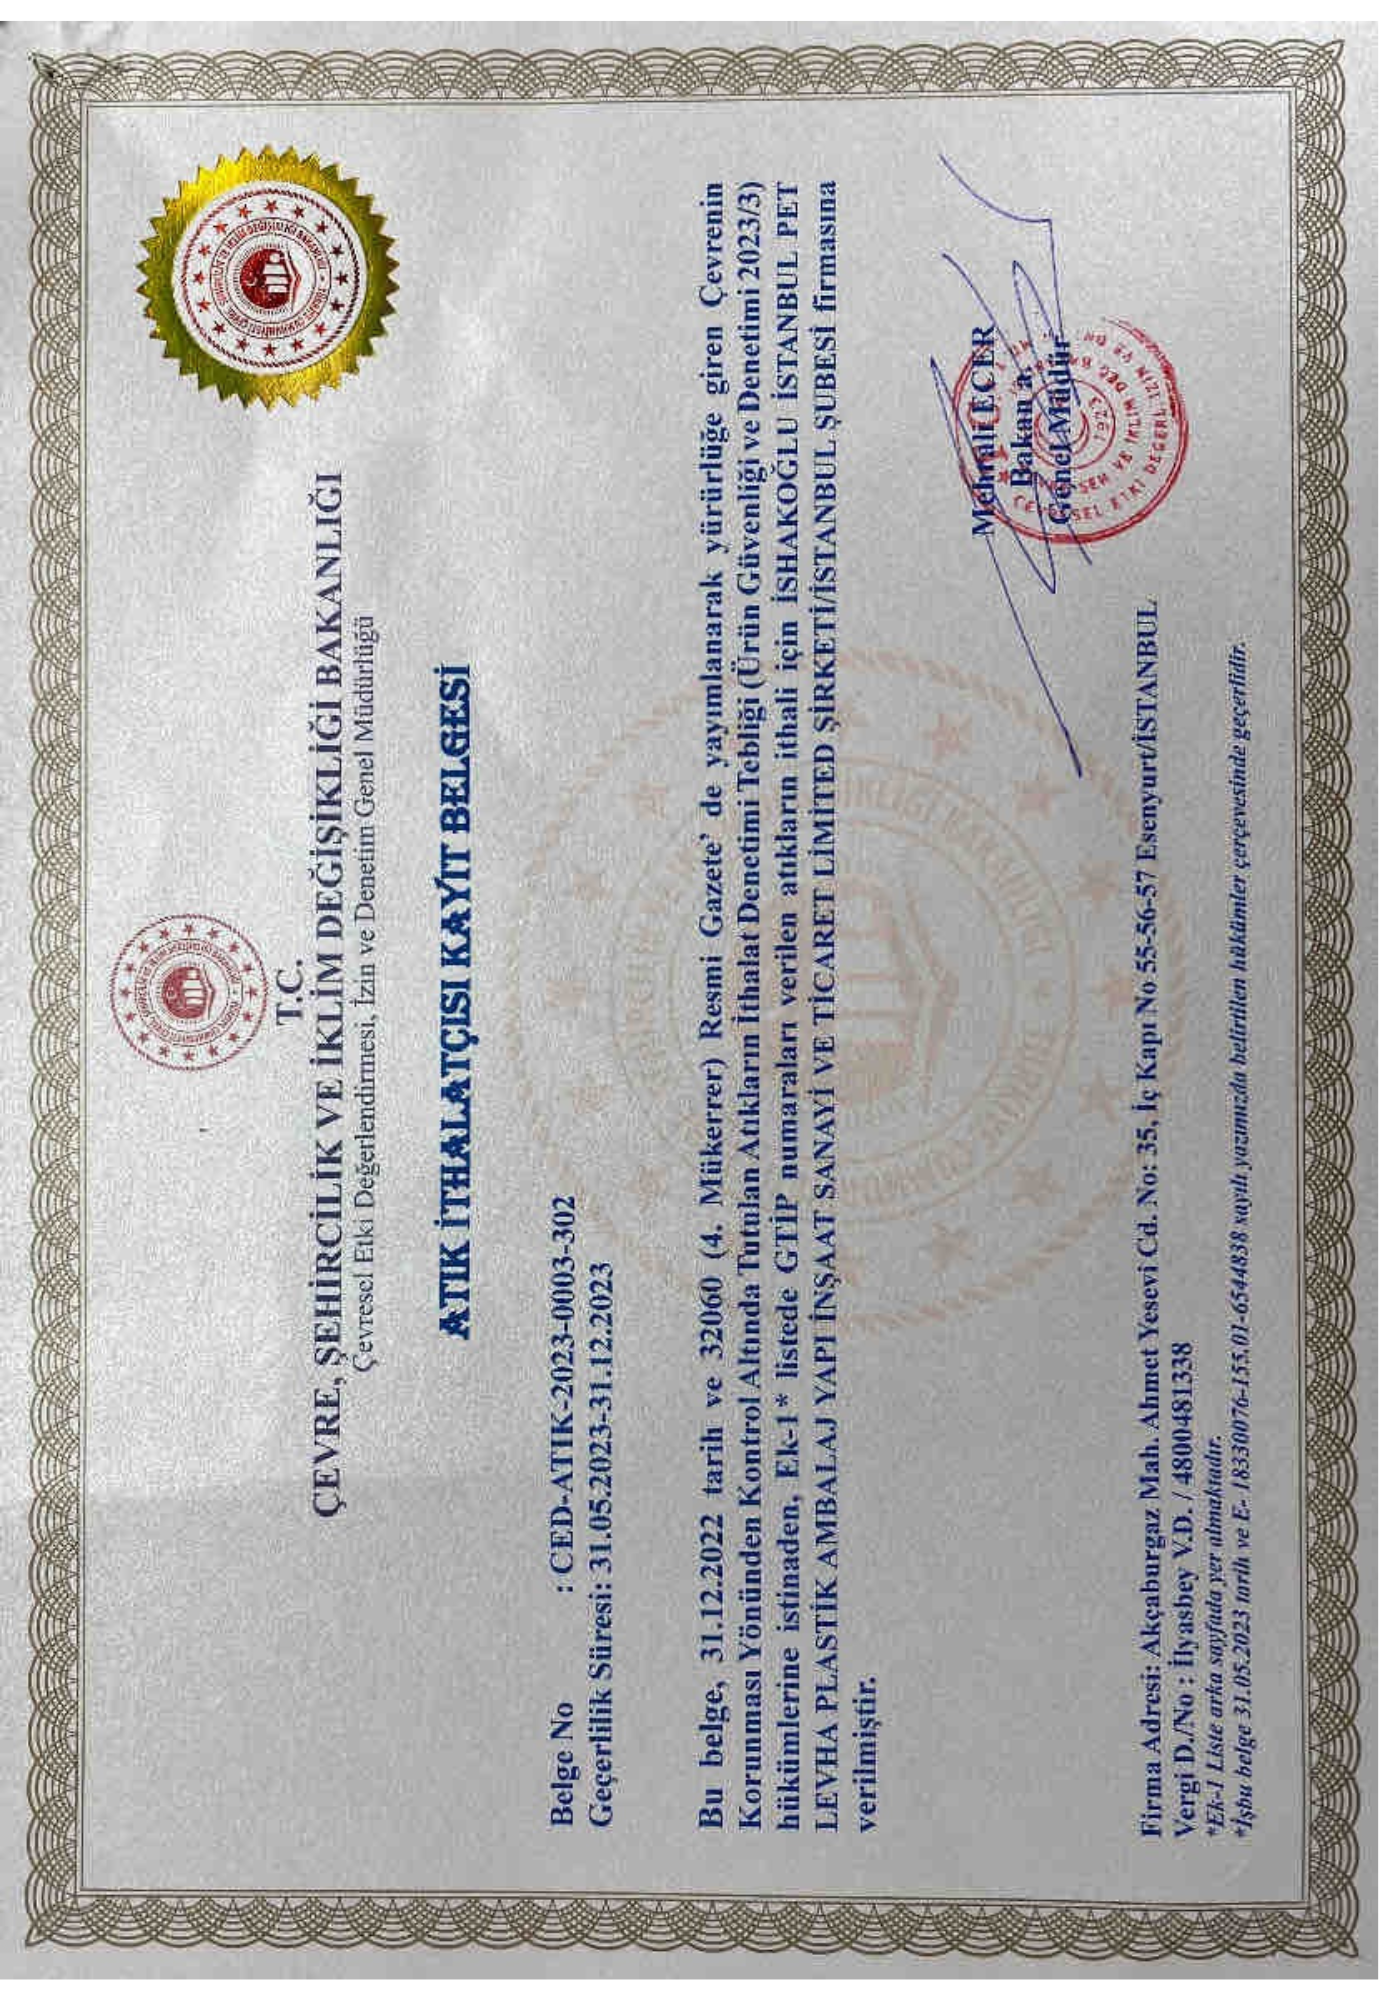 T.C.
ÇEVRE, ŞEHİRCİLİK VE İKLİM DEĞİŞİKLİĞİ BAKANLIĞI
Çevresel Etki Değerlendirmesi, İzin ve Denetim Genel Müdürlüğü
ATIK İTHALATÇISI KAYIT BELGESİ
Belge No : CED-ATIK-2023-0003-302
Geçerlilik Süresi: 31.05.2023-31.12.2023
Bu belge, 31.12.2022 tarih ve 32060 (4. Mükerrer) Resmi Gazete' de yayımlanarak yürürlüğe giren Çevrenin
Korunması Yönünden Kontrol Altında Tutulan Atıkların İthalat Denetimi Tebliği (Ürün Güvenliği ve Denetimi 2023/3)
hükümlerine istinaden, Ek-1* listede GTİP numaraları verilen atıkların ithali için İSHAKOĞLU İSTANBUL PET
LEVHA PLASTİK AMBALAJ YAPI İNŞAAT SANAYİ VE TİCARET LİMİTED ŞİRKETİ/İSTANBUL ŞUBESİ firmasına
verilmiştir.
Mehrali ECER
Bakan a.
Genel Müdür
Firma Adresi: Akçaburgaz Mah. Ahmet Yesevi Cd. No: 35, İç Kapı No 55-56-57 Esenyurt/İSTANBUL
Vergi D./No : İlyasbey V.D. / 4800481338
*Ek-1 Liste arka sayfada yer almaktadır.
*İşbu belge 31.05.2023 tarih ve E- 18330076-155.01-6544838 sayılı yazımızda belirtilen hükümler çerçevesinde geçerlidir.